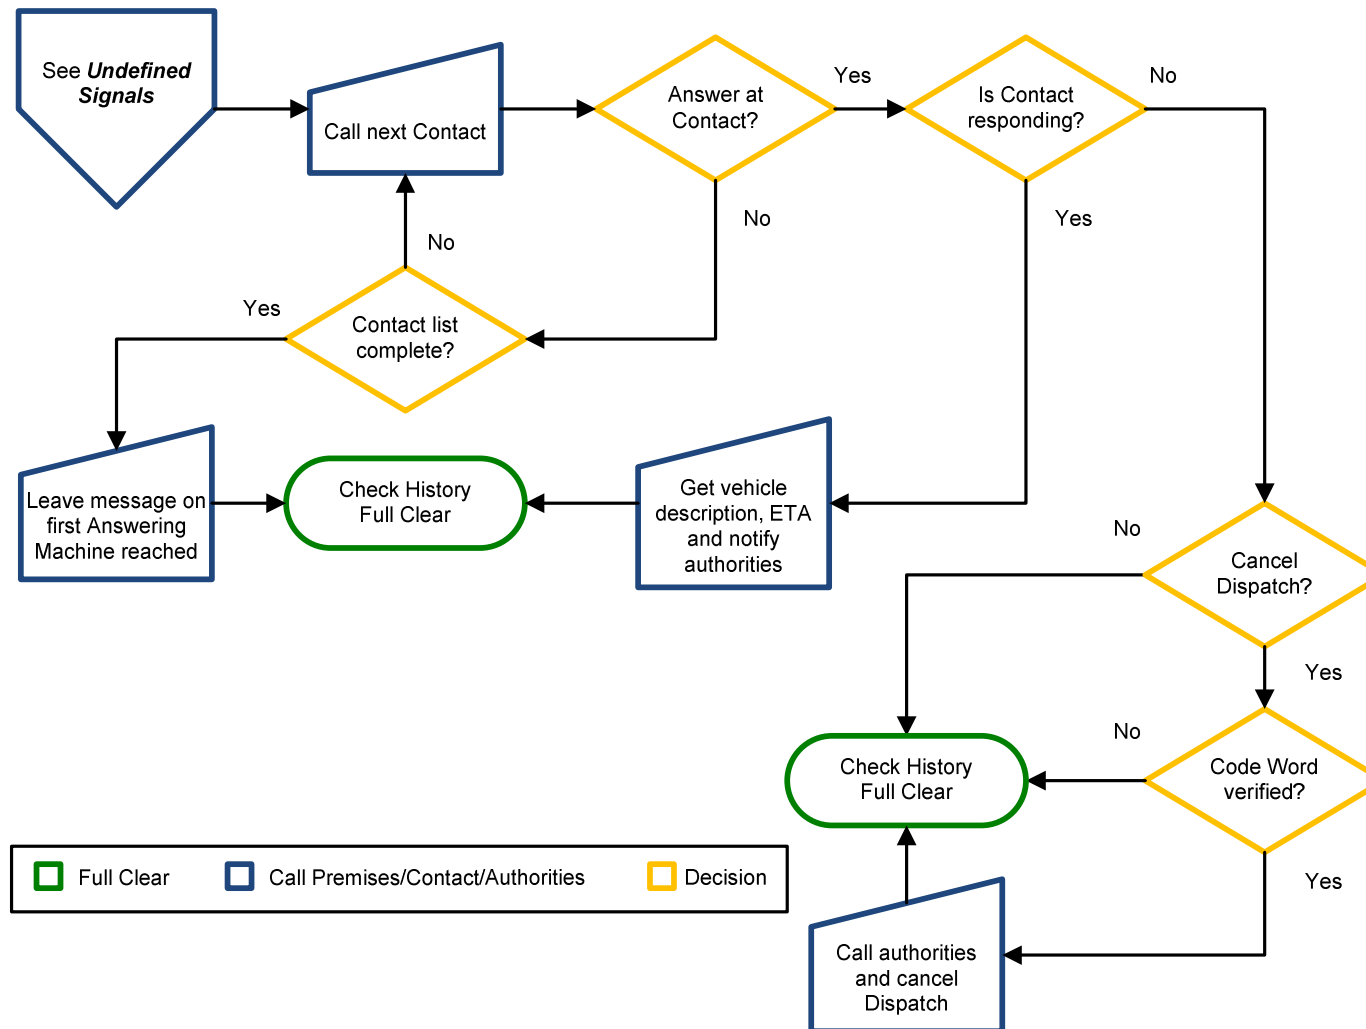 See Undefined
Signals
Call next Contact
Answer at
Contact?
Yes
Is Contact
responding?
No
No
Yes
No
Yes
Contact list
complete?
Leave message on
first Answering
Machine reached
Check History
Full Clear
Get vehicle
description, ETA
and notify
authorities
No
Cancel
Dispatch?
Yes
No
Check History
Full Clear
Code Word
verified?
Full Clear
Call Premises/Contact/Authorities
Decision
Yes
Call authorities
and cancel
Dispatch